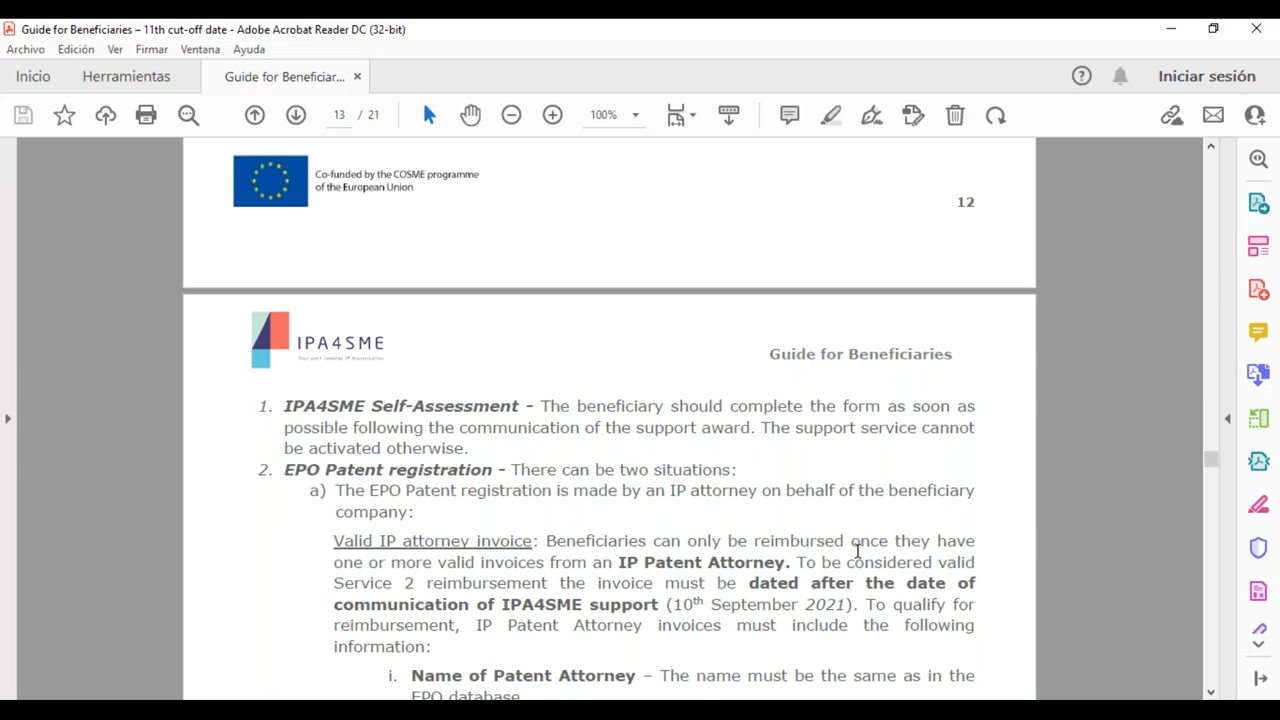 Guide for Beneficiaries – 11th cut-off date - Adobe Acrobat Reader DC (32-bit)
Archivo Edición Ver Firmar Ventana Ayuda
Inicio Herramientas Guide for Beneficiar... × Iniciar sesión
13 / 21 100%
Co-funded by the COSME programme
of the European Union
12
IPA4SME
Your path towards IP monetisation
Guide for Beneficiaries
1. IPA4SME Self-Assessment - The beneficiary should complete the form as soon as
possible following the communication of the support award. The support service cannot
be activated otherwise.
2. EPO Patent registration - There can be two situations:
a) The EPO Patent registration is made by an IP attorney on behalf of the beneficiary
company:
Valid IP attorney invoice: Beneficiaries can only be reimbursed once they have
one or more valid invoices from an IP Patent Attorney. To be considered valid
Service 2 reimbursement the invoice must be dated after the date of
communication of IPA4SME support (10th September 2021). To qualify for
reimbursement, IP Patent Attorney invoices must include the following
information:
i. Name of Patent Attorney – The name must be the same as in the
EPO database.